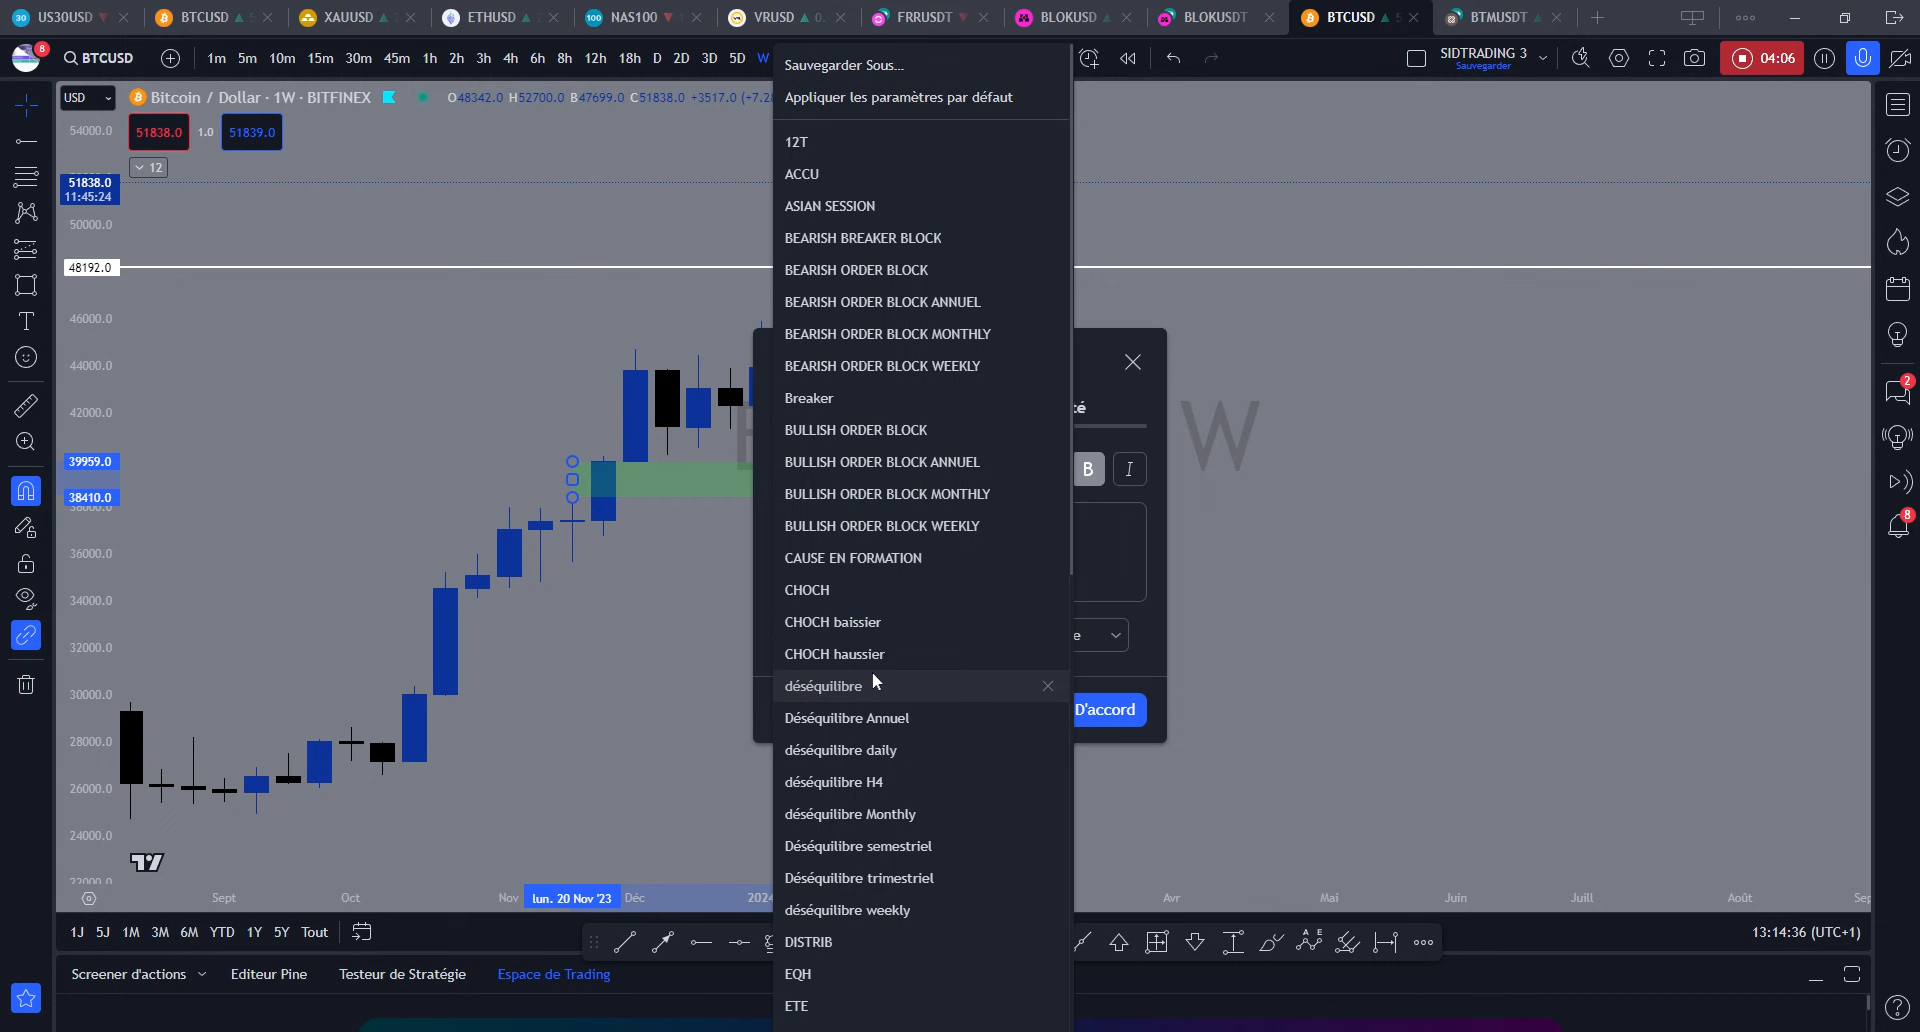 US30USD
BTCUSD
XAUUSD
ETHUSD
NAS100
VRUSD
FRRUSDT
BLOKUSD
BLOKUSDT
BTCUSD
BTMUSDT
8
BTCUSD
1m 5m 10m 15m 30m 45m 1h 2h 3h 4h 6h 8h 12h 18h D 2D 3D 5D W
SIDTRADING 3
Sauvegarder
04:06
USD
Bitcoin / Dollar · 1W · BITFINEX
O48342.0 H52700.0 B47699.0 C51838.0 +3517.0
51838.0 1.0 51839.0
12
54000.0
51838.0
11:45:24
50000.0
48192.0
46000.0
44000.0
42000.0
39959.0
38410.0
36000.0
34000.0
32000.0
30000.0
28000.0
26000.0
24000.0
22000.0
Sauvegarder Sous...
Appliquer les paramètres par défaut
12T
ACCU
ASIAN SESSION
BEARISH BREAKER BLOCK
BEARISH ORDER BLOCK
BEARISH ORDER BLOCK ANNUEL
BEARISH ORDER BLOCK MONTHLY
BEARISH ORDER BLOCK WEEKLY
Breaker
BULLISH ORDER BLOCK
BULLISH ORDER BLOCK ANNUEL
BULLISH ORDER BLOCK MONTHLY
BULLISH ORDER BLOCK WEEKLY
CAUSE EN FORMATION
CHOCH
CHOCH baissier
CHOCH haussier
déséquilibre
Déséquilibre Annuel
déséquilibre daily
déséquilibre H4
déséquilibre Monthly
Déséquilibre semestriel
Déséquilibre trimestriel
déséquilibre weekly
DISTRIB
EQH
ETE
W
B I
D'accord
2
8
Sept Oct Nov lun. 20 Nov '23 Déc 2024 Avr Mai Juin Juill Août Sep
1J 5J 1M 3M 6M YTD 1Y 5Y Tout
13:14:36 (UTC+1)
Screener d'actions Editeur Pine Testeur de Stratégie Espace de Trading